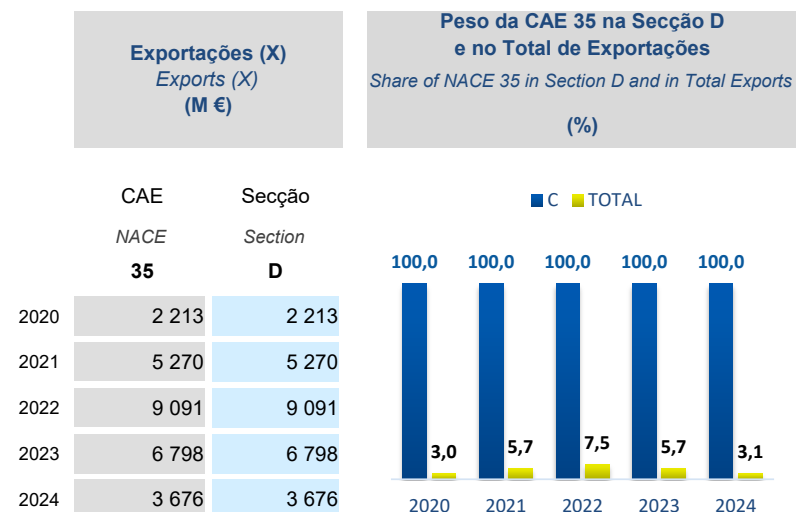 Exportações (X)
Exports (X)
(M €)
Peso da CAE 35 na Secção D
e no Total de Exportações
Share of NACE 35 in Section D and in Total Exports
(%)
CAE Secção
NACE Section
35 D
2020 2 213 2 213
2021 5 270 5 270
2022 9 091 9 091
2023 6 798 6 798
2024 3 676 3 676
C TOTAL
100,0 100,0 100,0 100,0 100,0
3,0 5,7 7,5 5,7 3,1
2020 2021 2022 2023 2024